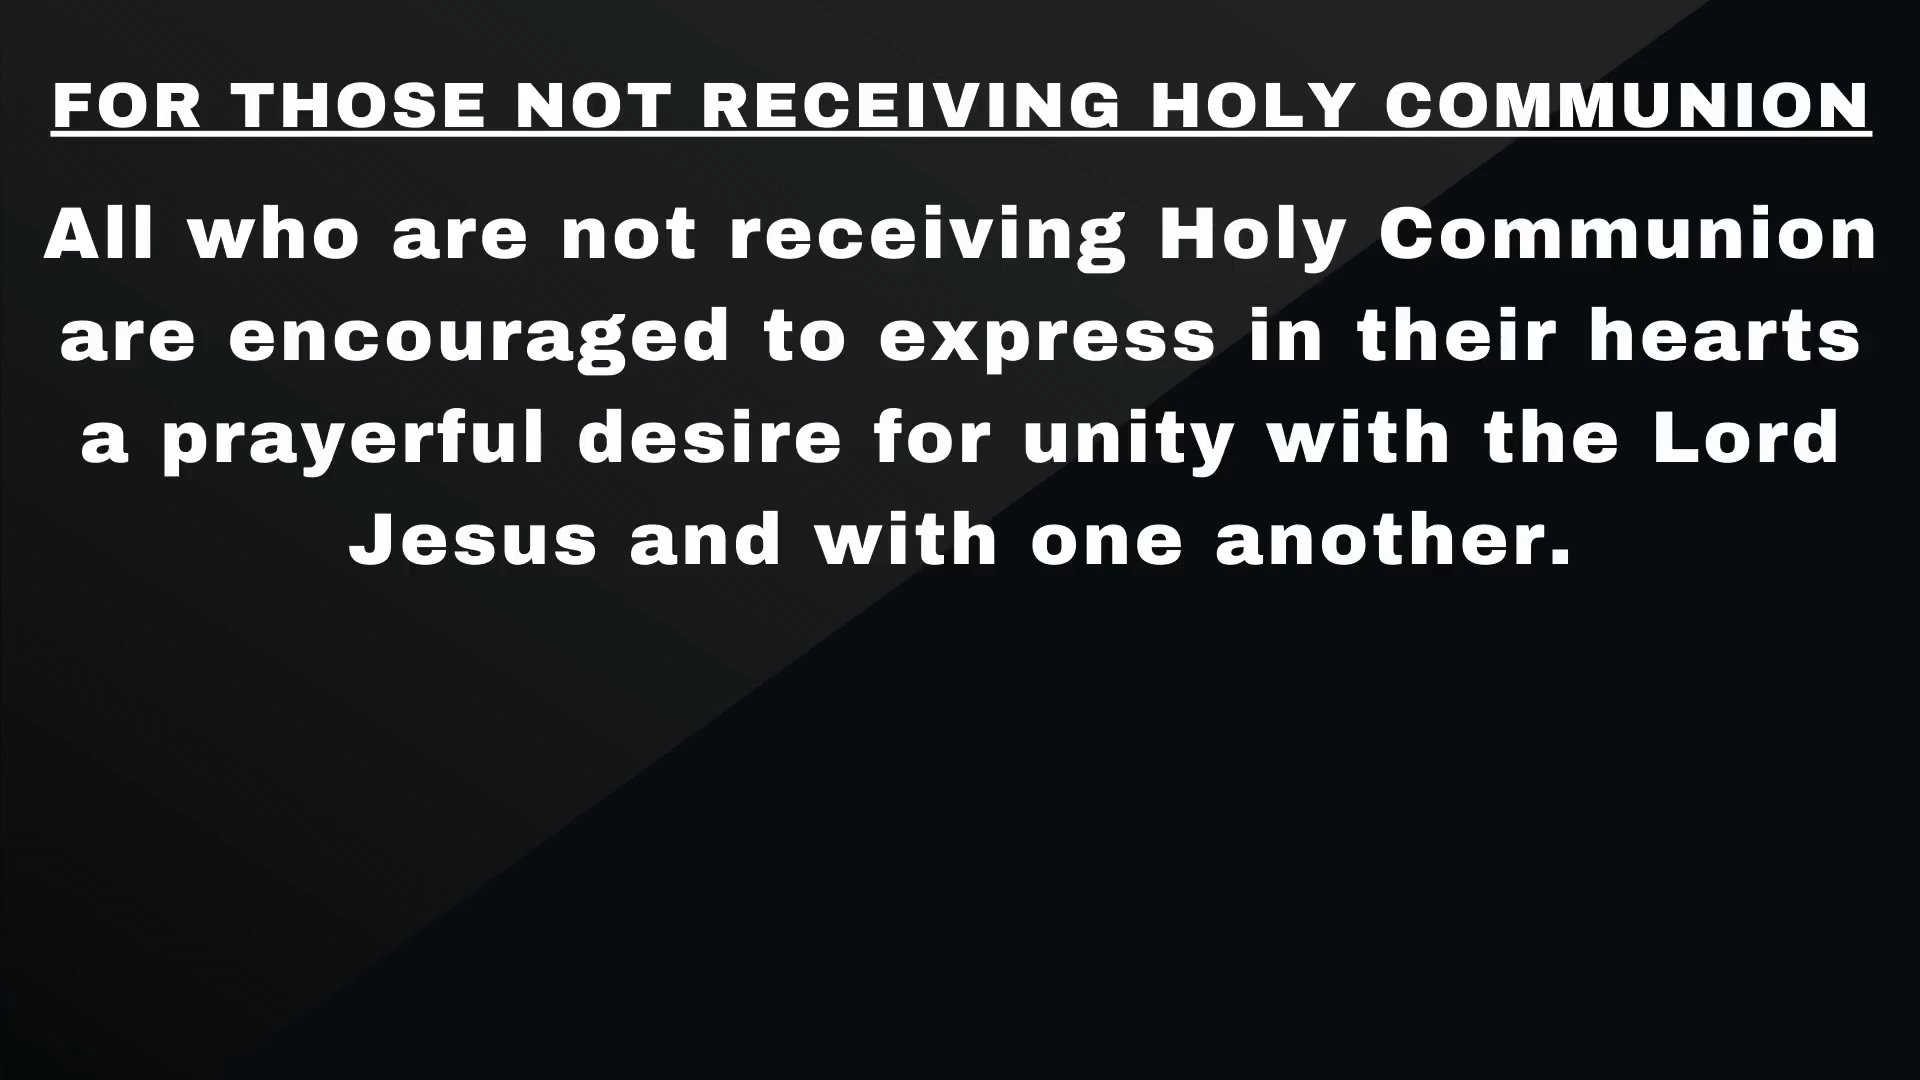 FOR THOSE NOT RECEIVING HOLY COMMUNION
All who are not receiving Holy Communion
are encouraged to express in their hearts
a prayerful desire for unity with the Lord
Jesus and with one another.